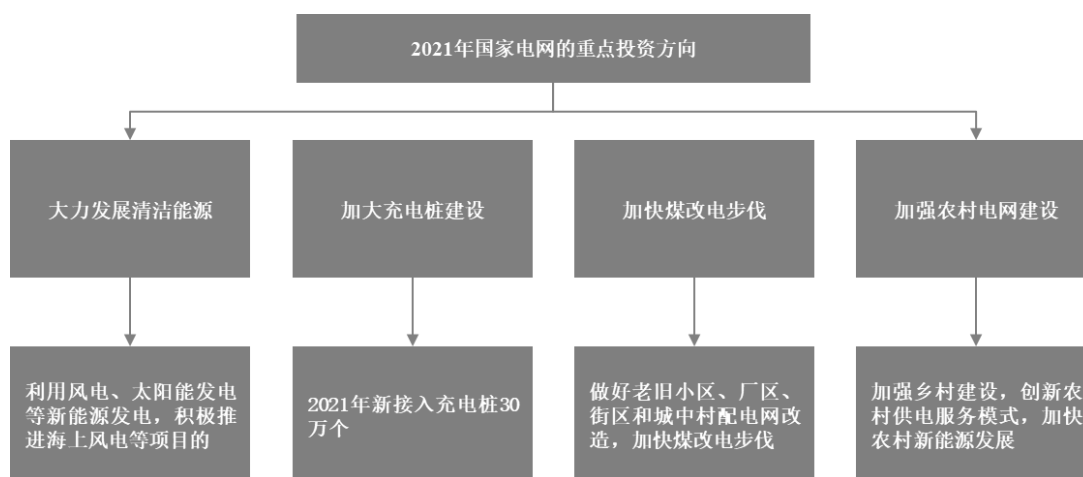 2021年国家电网的重点投资方向
大力发展清洁能源
加大充电桩建设
加快煤改电步伐
加强农村电网建设
利用风电、太阳能发电
等新能源发电，积极推
进海上风电等项目的
2021年新接入充电桩30
万个
做好老旧小区、厂区、
街区和城中村配电网改
造，加快煤改电步伐
加强乡村建设，创新农
村供电服务模式，加快
农村新能源发展